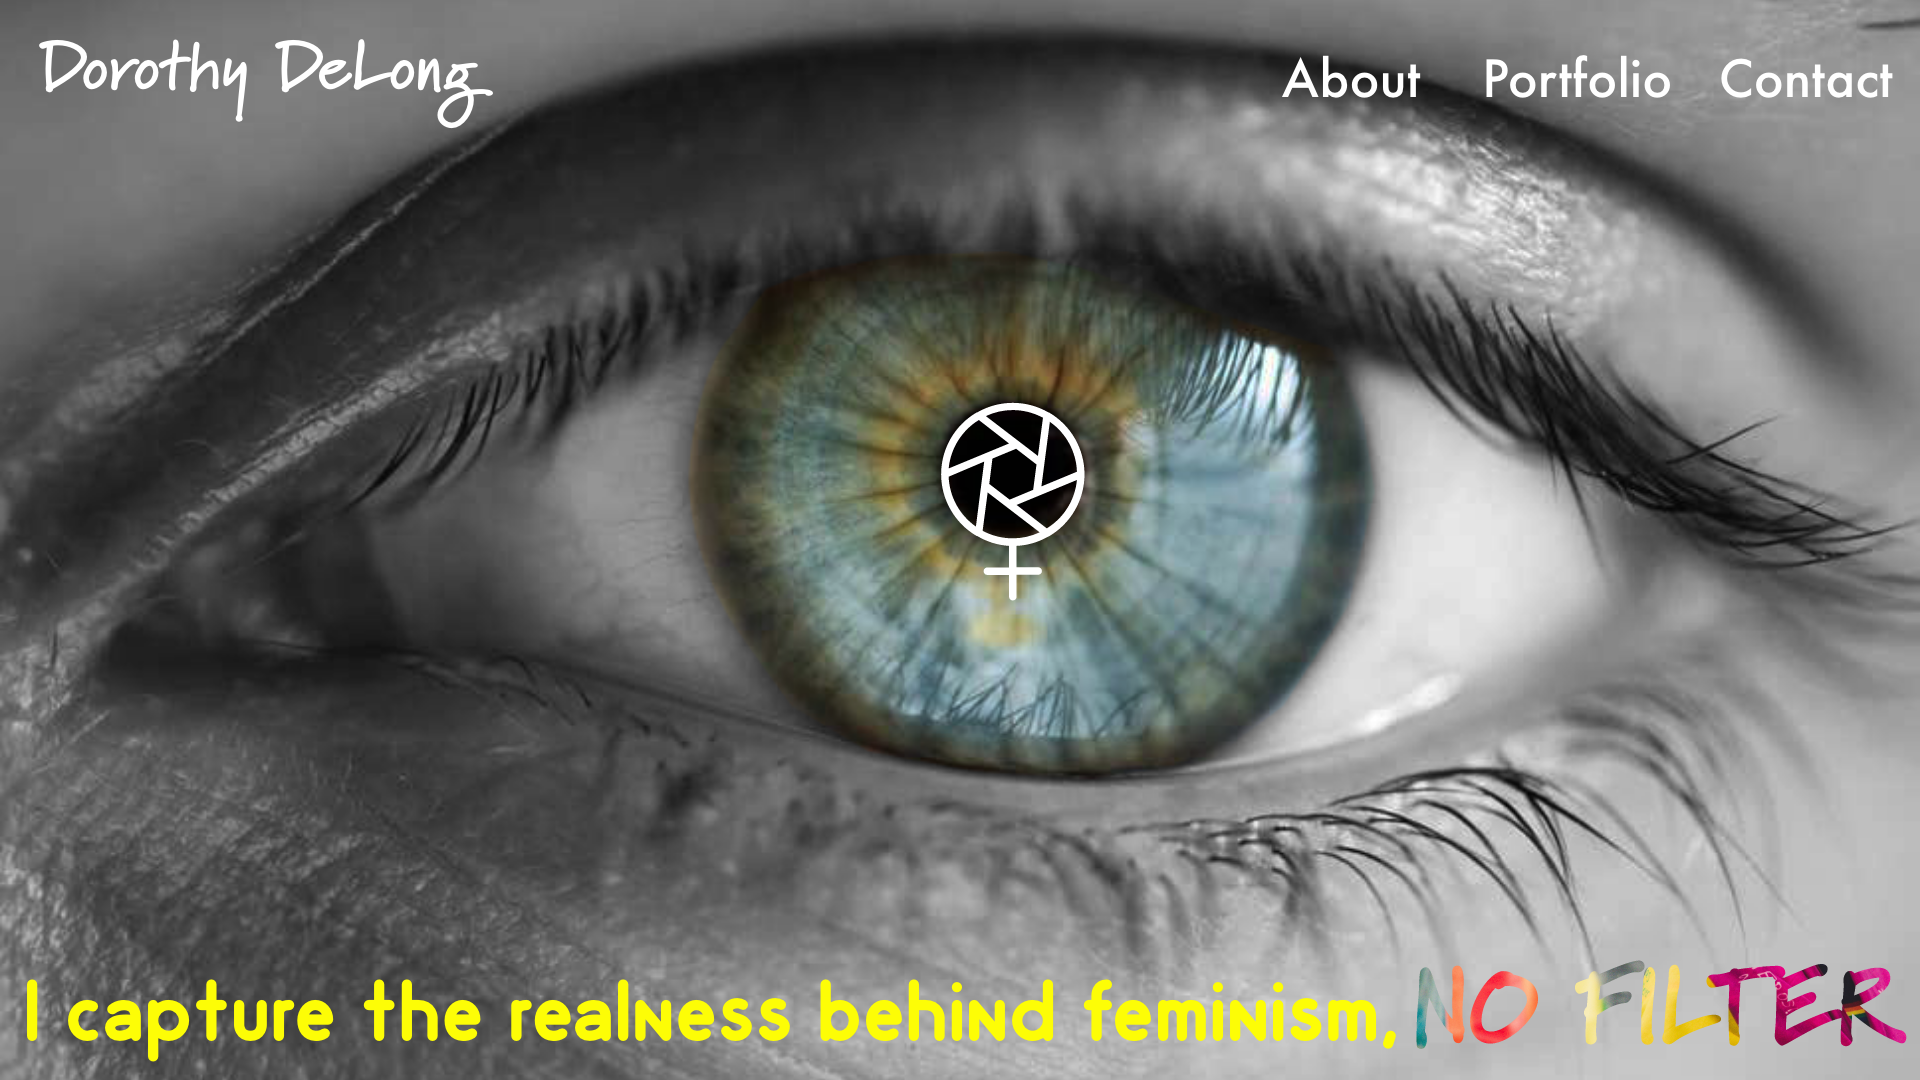 Dorothy DeLong
About Portfolio Contact
I capture the realness behind feminism, NO FILTER